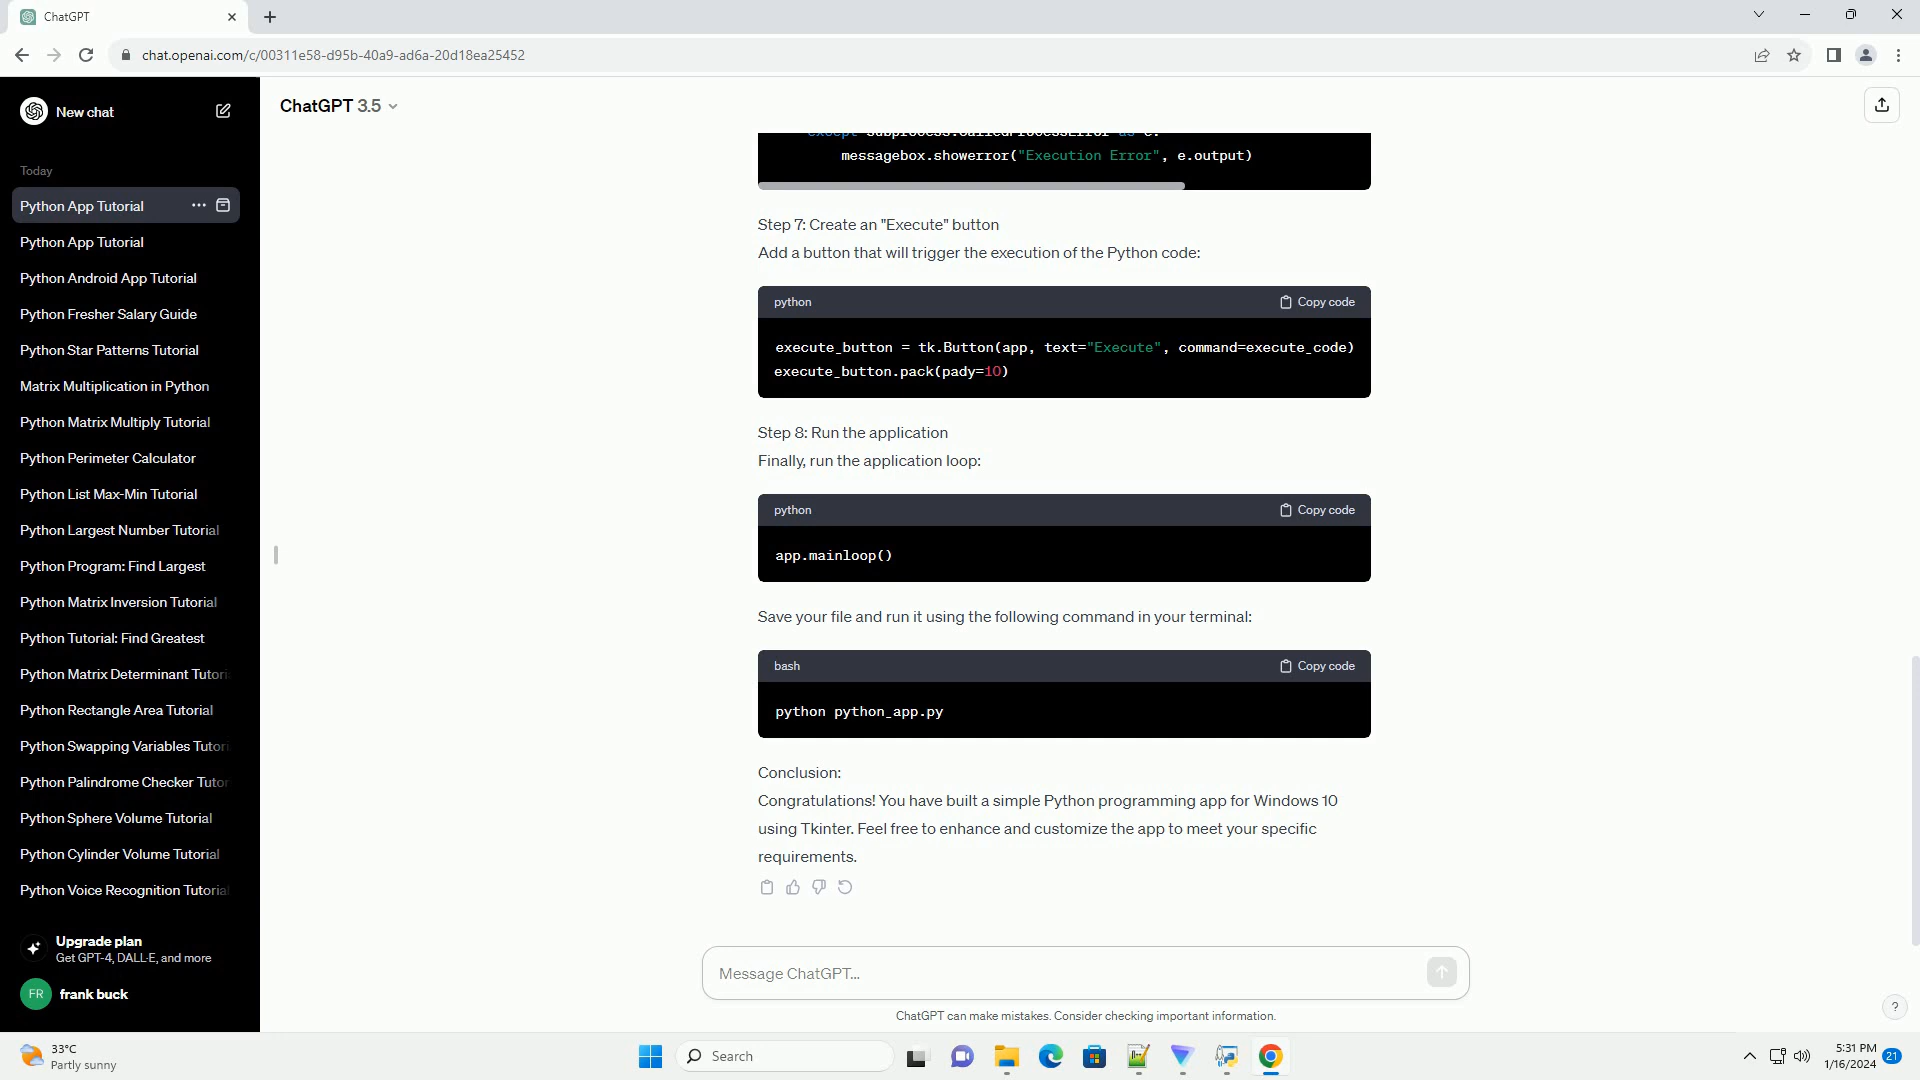 ChatGPT
chat.openai.com/c/00311e58-d95b-40a9-ad6a-20d18ea25452
New chat
Today
Python App Tutorial
Python App Tutorial
Python Android App Tutorial
Python Fresher Salary Guide
Python Star Patterns Tutorial
Matrix Multiplication in Python
Python Matrix Multiply Tutorial
Python Perimeter Calculator
Python List Max-Min Tutorial
Python Largest Number Tutorial
Python Program: Find Largest
Python Matrix Inversion Tutorial
Python Tutorial: Find Greatest
Python Matrix Determinant Tutori
Python Rectangle Area Tutorial
Python Swapping Variables Tutori
Python Palindrome Checker Tutor
Python Sphere Volume Tutorial
Python Cylinder Volume Tutorial
Python Voice Recognition Tutorial
Upgrade plan
Get GPT-4, DALL·E, and more
FR frank buck
ChatGPT 3.5
except subprocess.CalledProcessError as e:
messagebox.showerror("Execution Error", e.output)
Step 7: Create an "Execute" button
Add a button that will trigger the execution of the Python code:
python Copy code
execute_button = tk.Button(app, text="Execute", command=execute_code)
execute_button.pack(pady=10)
Step 8: Run the application
Finally, run the application loop:
python Copy code
app.mainloop()
Save your file and run it using the following command in your terminal:
bash Copy code
python python_app.py
Conclusion:
Congratulations! You have built a simple Python programming app for Windows 10
using Tkinter. Feel free to enhance and customize the app to meet your specific
requirements.
Message ChatGPT...
ChatGPT can make mistakes. Consider checking important information.
?
33°C
Partly sunny
Search
5:31 PM
1/16/2024
21